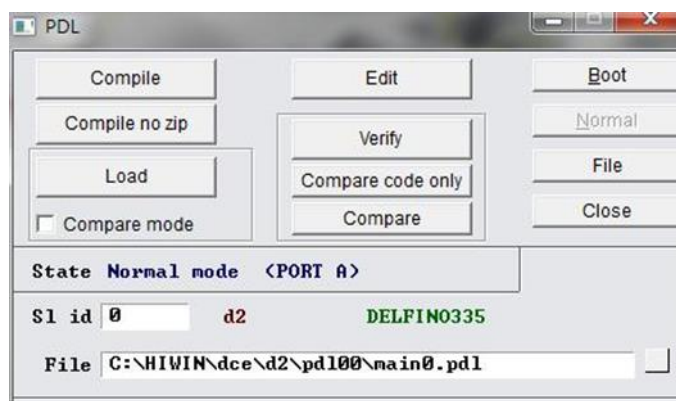 PDL
Compile Edit Boot
Compile no zip Verify Normal
Load Compare code only File
Compare mode Compare Close
State Normal mode <PORT A>
Sl id 0 d2 DELFINO335
File C:\HIWIN\dce\d2\pdl00\main0.pdl